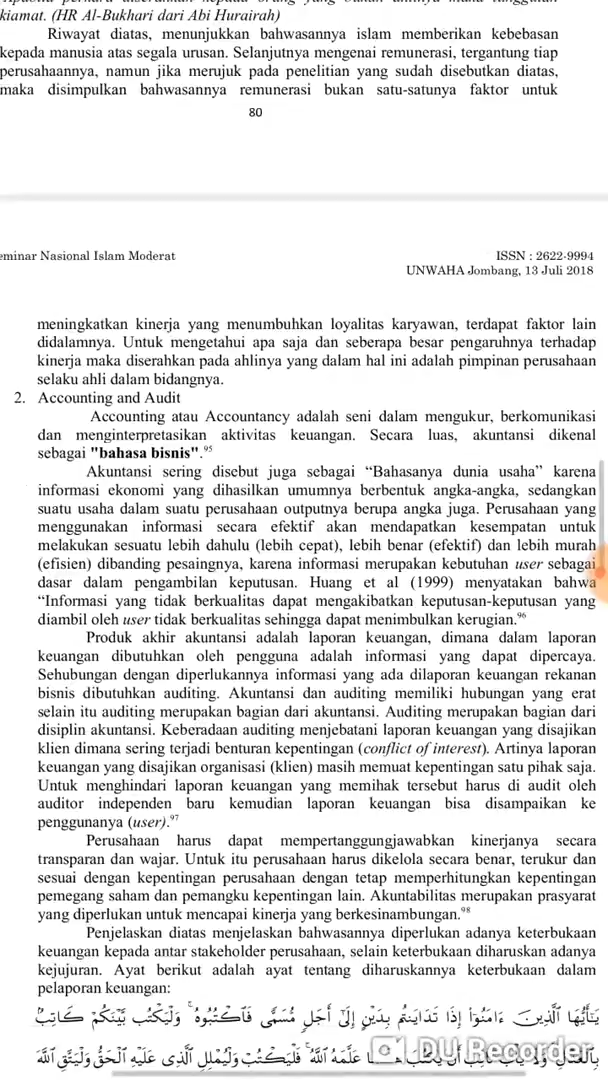 kiamat. (HR Al-Bukhari dari Abi Hurairah)
Riwayat diatas, menunjukkan bahwasannya islam memberikan kebebasan
kepada manusia atas segala urusan. Selanjutnya mengenai remunerasi, tergantung tiap
perusahaannya, namun jika merujuk pada penelitian yang sudah disebutkan diatas,
maka disimpulkan bahwasannya remunerasi bukan satu-satunya faktor untuk
80
eminar Nasional Islam Moderat
ISSN : 2622-9994
UNWAHA Jombang, 13 Juli 2018
meningkatkan kinerja yang menumbuhkan loyalitas karyawan, terdapat faktor lain
didalamnya. Untuk mengetahui apa saja dan seberapa besar pengaruhnya terhadap
kinerja maka diserahkan pada ahlinya yang dalam hal ini adalah pimpinan perusahaan
selaku ahli dalam bidangnya.
2. Accounting and Audit
Accounting atau Accountancy adalah seni dalam mengukur, berkomunikasi
dan menginterpretasikan aktivitas keuangan. Secara luas, akuntansi dikenal
sebagai "bahasa bisnis".⁹⁵
Akuntansi sering disebut juga sebagai “Bahasanya dunia usaha” karena
informasi ekonomi yang dihasilkan umumnya berbentuk angka-angka, sedangkan
suatu usaha dalam suatu perusahaan outputnya berupa angka juga. Perusahaan yang
menggunakan informasi secara efektif akan mendapatkan kesempatan untuk
melakukan sesuatu lebih dahulu (lebih cepat), lebih benar (efektif) dan lebih murah
(efisien) dibanding pesaingnya, karena informasi merupakan kebutuhan user sebagai
dasar dalam pengambilan keputusan. Huang et al (1999) menyatakan bahwa
“Informasi yang tidak berkualitas dapat mengakibatkan keputusan-keputusan yang
diambil oleh user tidak berkualitas sehingga dapat menimbulkan kerugian.⁹⁶
Produk akhir akuntansi adalah laporan keuangan, dimana dalam laporan
keuangan dibutuhkan oleh pengguna adalah informasi yang dapat dipercaya.
Sehubungan dengan diperlukannya informasi yang ada dilaporan keuangan rekanan
bisnis dibutuhkan auditing. Akuntansi dan auditing memiliki hubungan yang erat
selain itu auditing merupakan bagian dari akuntansi. Auditing merupakan bagian dari
disiplin akuntansi. Keberadaan auditing menjebatani laporan keuangan yang disajikan
klien dimana sering terjadi benturan kepentingan (conflict of interest). Artinya laporan
keuangan yang disajikan organisasi (klien) masih memuat kepentingan satu pihak saja.
Untuk menghindari laporan keuangan yang memihak tersebut harus di audit oleh
auditor independen baru kemudian laporan keuangan bisa disampaikan ke
penggunanya (user).⁹⁷
Perusahaan harus dapat mempertanggungjawabkan kinerjanya secara
transparan dan wajar. Untuk itu perusahaan harus dikelola secara benar, terukur dan
sesuai dengan kepentingan perusahaan dengan tetap memperhitungkan kepentingan
pemegang saham dan pemangku kepentingan lain. Akuntabilitas merupakan prasyarat
yang diperlukan untuk mencapai kinerja yang berkesinambungan.⁹⁸
Penjelaskan diatas menjelaskan bahwasannya diperlukan adanya keterbukaan
keuangan kepada antar stakeholder perusahaan, selain keterbukaan diharuskan adanya
kejujuran. Ayat berikut adalah ayat tentang diharuskannya keterbukaan dalam
pelaporan keuangan:
يَٰٓأَيُّهَا ٱلَّذِينَ ءَامَنُوٓا۟ إِذَا تَدَايَنتُم بِدَيْنٍ إِلَىٰٓ أَجَلٍ مُّسَمًّى فَٱكْتُبُوهُ ۚ وَلْيَكْتُب بَّيْنَكُمْ كَاتِبٌۢ
بِٱلْعَدْلِ ۚ وَلَا يَأْبَ كَاتِبٌ أَن يَكْتُبَ ٱللَّهُ ۚ عَلَّمَهُ فَلْيَكْتُبْ وَلْيُمْلِلِ ٱلَّذِى عَلَيْهِ ٱلْحَقُّ وَلْيَتَّقِ ٱللَّهَ
DU Recorder